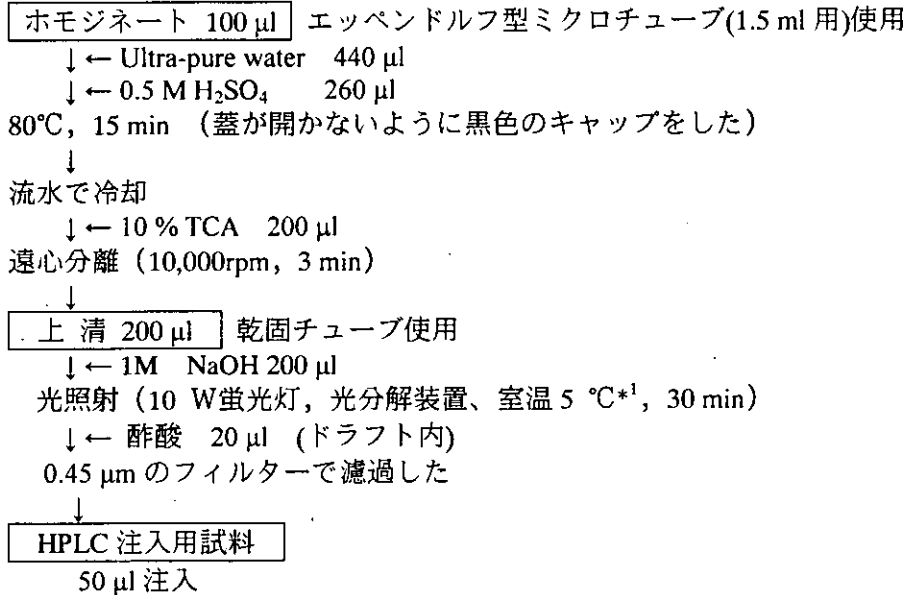 ホモジネート 100 µl エッペンドルフ型ミクロチューブ(1.5 ml 用)使用
↓ ← Ultra-pure water 440 µl
↓ ← 0.5 M H₂SO₄ 260 µl
80℃，15 min （蓋が開かないように黒色のキャップをした）
↓
流水で冷却
↓ ← 10 % TCA 200 µl
遠心分離（10,000rpm，3 min）
↓
上 清 200 µl 乾固チューブ使用
↓ ← 1M NaOH 200 µl
光照射（10 W蛍光灯，光分解装置、室温 5 ℃*¹，30 min）
↓ ← 酢酸 20 µl (ドラフト内)
0.45 µm のフィルターで濾過した
↓
HPLC 注入用試料
50 µl 注入